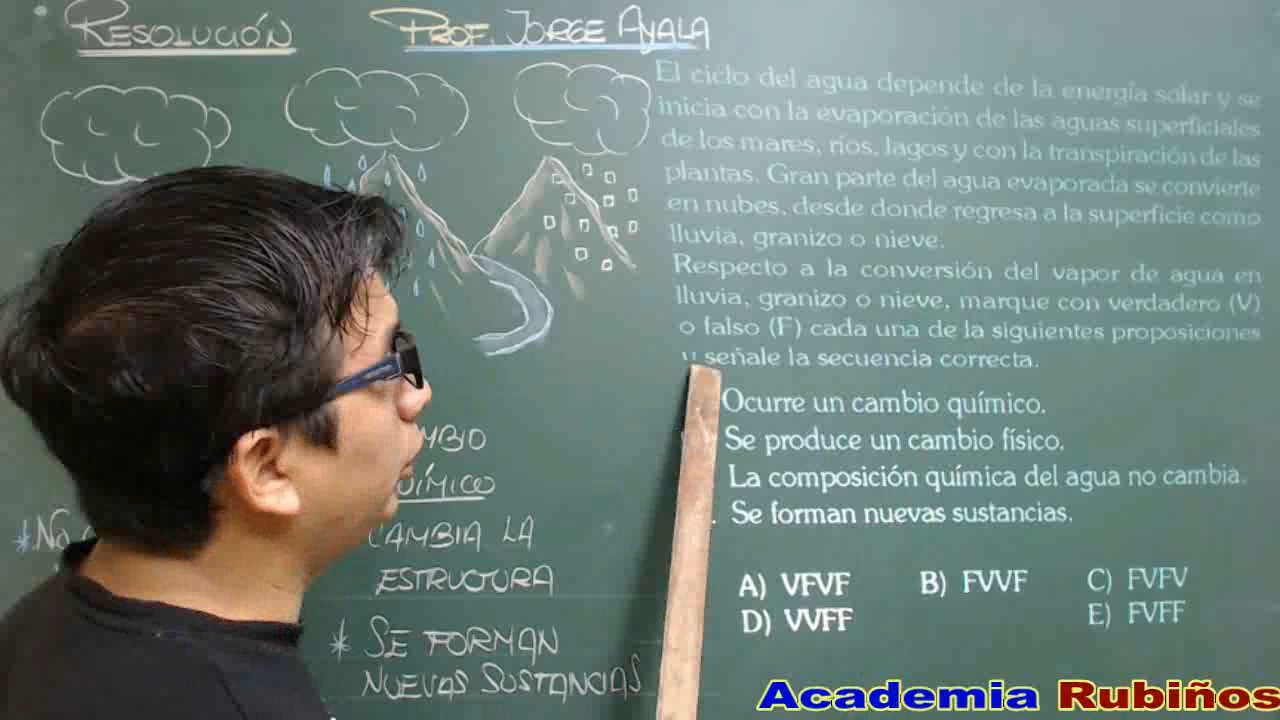 RESOLUCIÓN
PROF. JORGE AYALA
El ciclo del agua depende de la energía solar y se
inicia con la evaporación de las aguas superficiales
de los mares, ríos, lagos y con la transpiración de las
plantas. Gran parte del agua evaporada se convierte
en nubes, desde donde regresa a la superficie como
lluvia, granizo o nieve.
Respecto a la conversión del vapor de agua en
lluvia, granizo o nieve, marque con verdadero (V)
o falso (F) cada una de la siguientes proposiciones
y señale la secuencia correcta.
Ocurre un cambio químico.
Se produce un cambio físico.
La composición química del agua no cambia.
. Se forman nuevas sustancias.
A) VFVF B) FVVF C) FVFV
D) VVFF E) FVFF
* No
CAMBIA LA
ESTRUCTURA
* SE FORMAN
NUEVAS SUSTANCIAS
Academia Rubiños